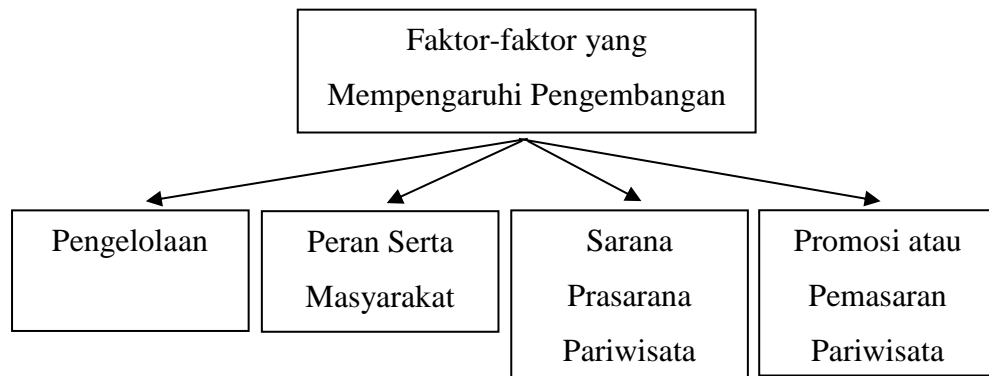 Faktor-faktor yang
Mempengaruhi Pengembangan
Pengelolaan
Peran Serta
Masyarakat
Sarana
Prasarana
Pariwisata
Promosi atau
Pemasaran
Pariwisata